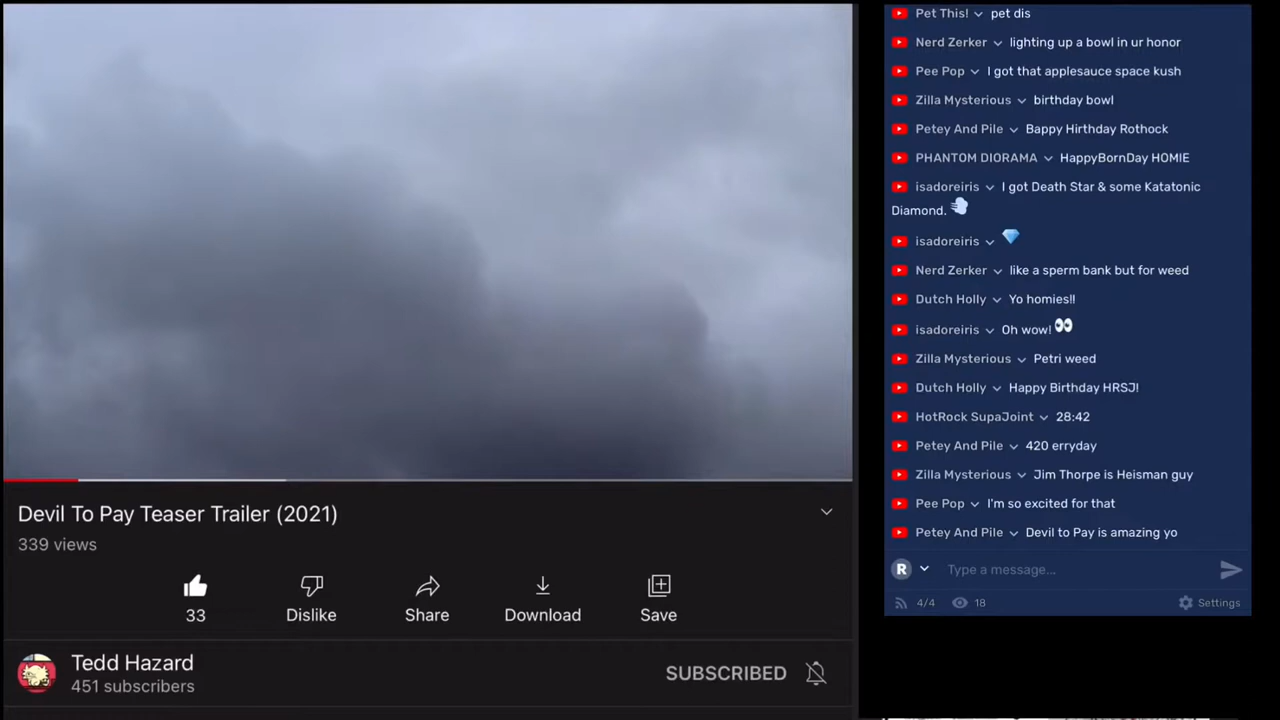 Devil To Pay Teaser Trailer (2021)
339 views
33
Dislike
Share
Download
Save
Tedd Hazard
451 subscribers
SUBSCRIBED
Pet This! pet dis
Nerd Zerker lighting up a bowl in ur honor
Pee Pop I got that applesauce space kush
Zilla Mysterious birthday bowl
Petey And Pile Bappy Hirthday Rothock
PHANTOM DIORAMA HappyBornDay HOMIE
isadoreiris I got Death Star & some Katatonic
Diamond. 💨
isadoreiris 💎
Nerd Zerker like a sperm bank but for weed
Dutch Holly Yo homies!!
isadoreiris Oh wow! 👀
Zilla Mysterious Petri weed
Dutch Holly Happy Birthday HRSJ!
HotRock SupaJoint 28:42
Petey And Pile 420 erryday
Zilla Mysterious Jim Thorpe is Heisman guy
Pee Pop I'm so excited for that
Petey And Pile Devil to Pay is amazing yo
R Type a message...
4/4 18 Settings